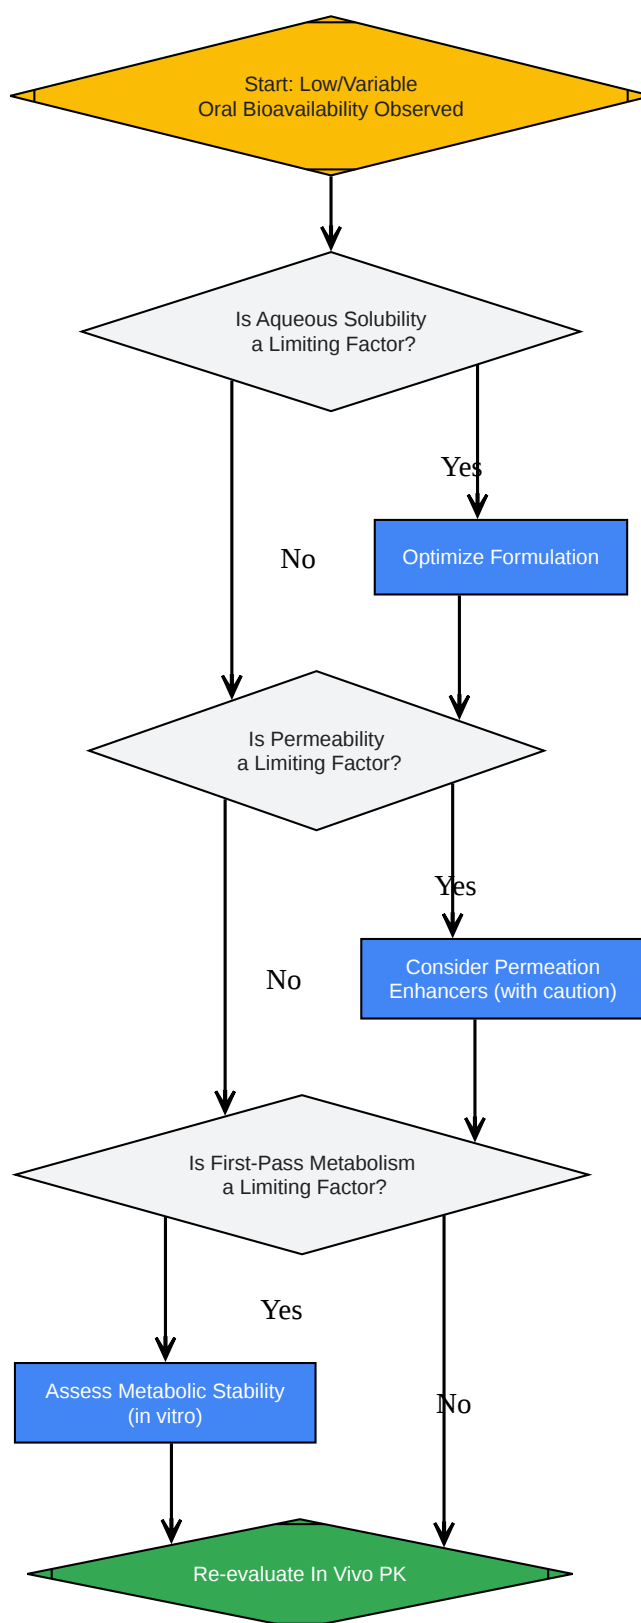 Start: Low/Variable
Oral Bioavailability Observed
Is Aqueous Solubility
a Limiting Factor?
Yes
No
Optimize Formulation
Is Permeability
a Limiting Factor?
Yes
No
Consider Permeation
Enhancers (with caution)
Is First-Pass Metabolism
a Limiting Factor?
Yes
Assess Metabolic Stability
(in vitro)
No
Re-evaluate In Vivo PK